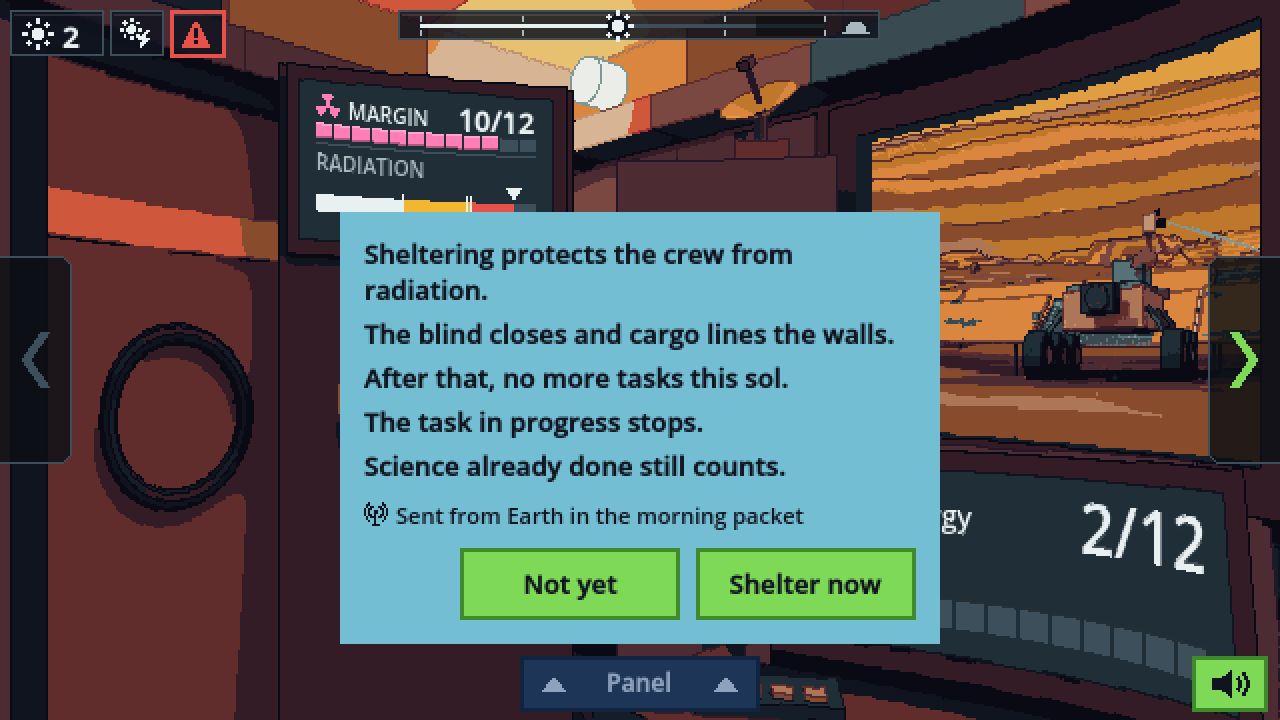 2
MARGIN 10/12
RADIATION
Sheltering protects the crew from
radiation.
The blind closes and cargo lines the walls.
After that, no more tasks this sol.
The task in progress stops.
Science already done still counts.
Sent from Earth in the morning packet
gy 2/12
Not yet
Shelter now
Panel